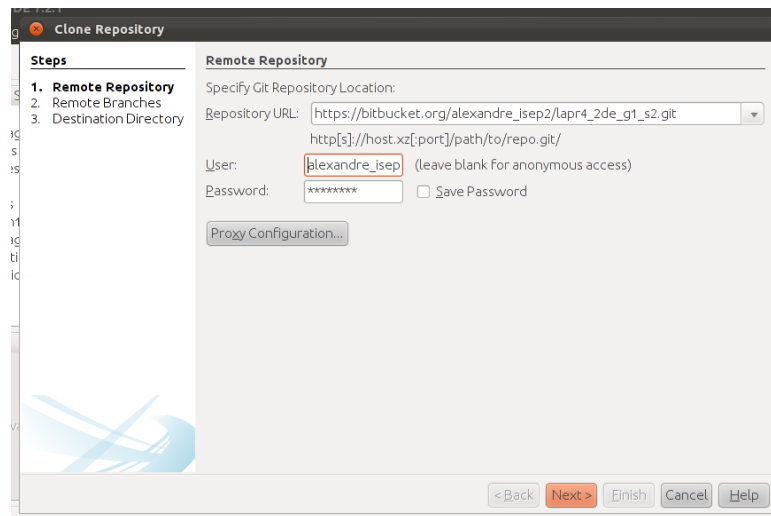 Clone Repository
Steps
1. Remote Repository
2. Remote Branches
3. Destination Directory
Remote Repository
Specify Git Repository Location:
Repository URL: https://bitbucket.org/alexandre_isep2/lapr4_2de_g1_s2.git
http[s]://host.xz[:port]/path/to/repo.git/
User: alexandre_isep (leave blank for anonymous access)
Password: ******** Save Password
Proxy Configuration...
< Back Next > Finish Cancel Help